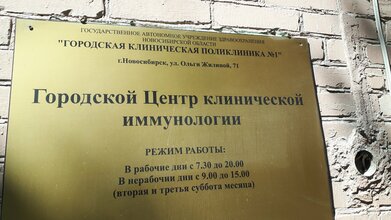 ГОСУДАРСТВЕННОЕ АВТОНОМНОЕ УЧРЕЖДЕНИЕ ЗДРАВООХРАНЕНИЯ
НОВОСИБИРСКОЙ ОБЛАСТИ
"ГОРОДСКАЯ КЛИНИЧЕСКАЯ ПОЛИКЛИНИКА №1"
г.Новосибирск, ул. Ольги Жилиной, 71
Городской Центр клинической
иммунологии
РЕЖИМ РАБОТЫ:
В рабочие дни с 7.30 до 20.00
В нерабочии дни с 9.00 до 15.00
(вторая и третья суббота месяца)